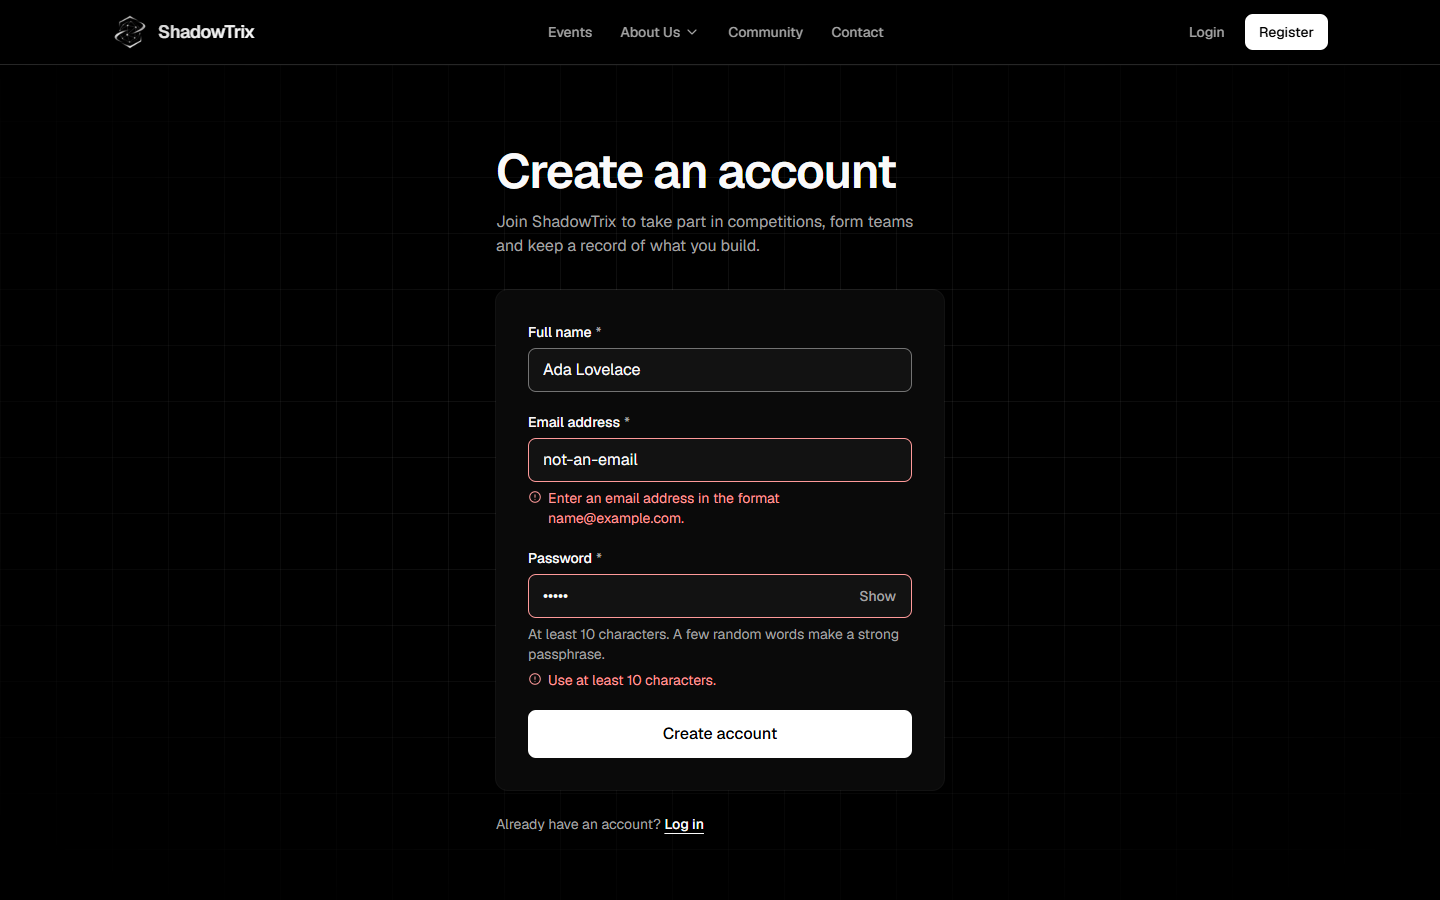 ShadowTrix
Events
About Us
Community
Contact
Login
Register
Create an account
Join ShadowTrix to take part in competitions, form teams
and keep a record of what you build.
Full name *
Ada Lovelace
Email address *
not-an-email
Enter an email address in the format
name@example.com.
Password *
•••••
Show
At least 10 characters. A few random words make a strong
passphrase.
Use at least 10 characters.
Create account
Already have an account? Log in